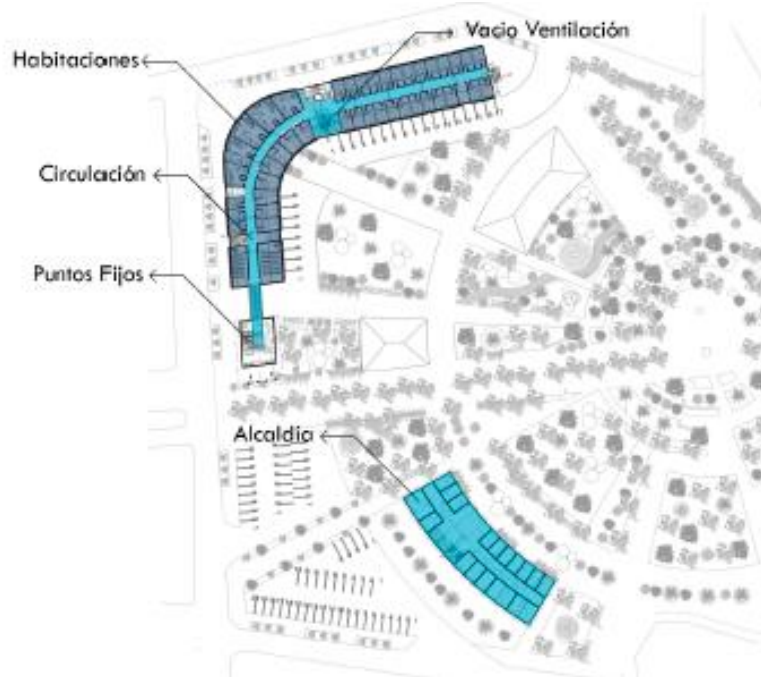 Vacio Ventilación
Habitaciones
Circulación
Puntos Fijos
Alcaldia